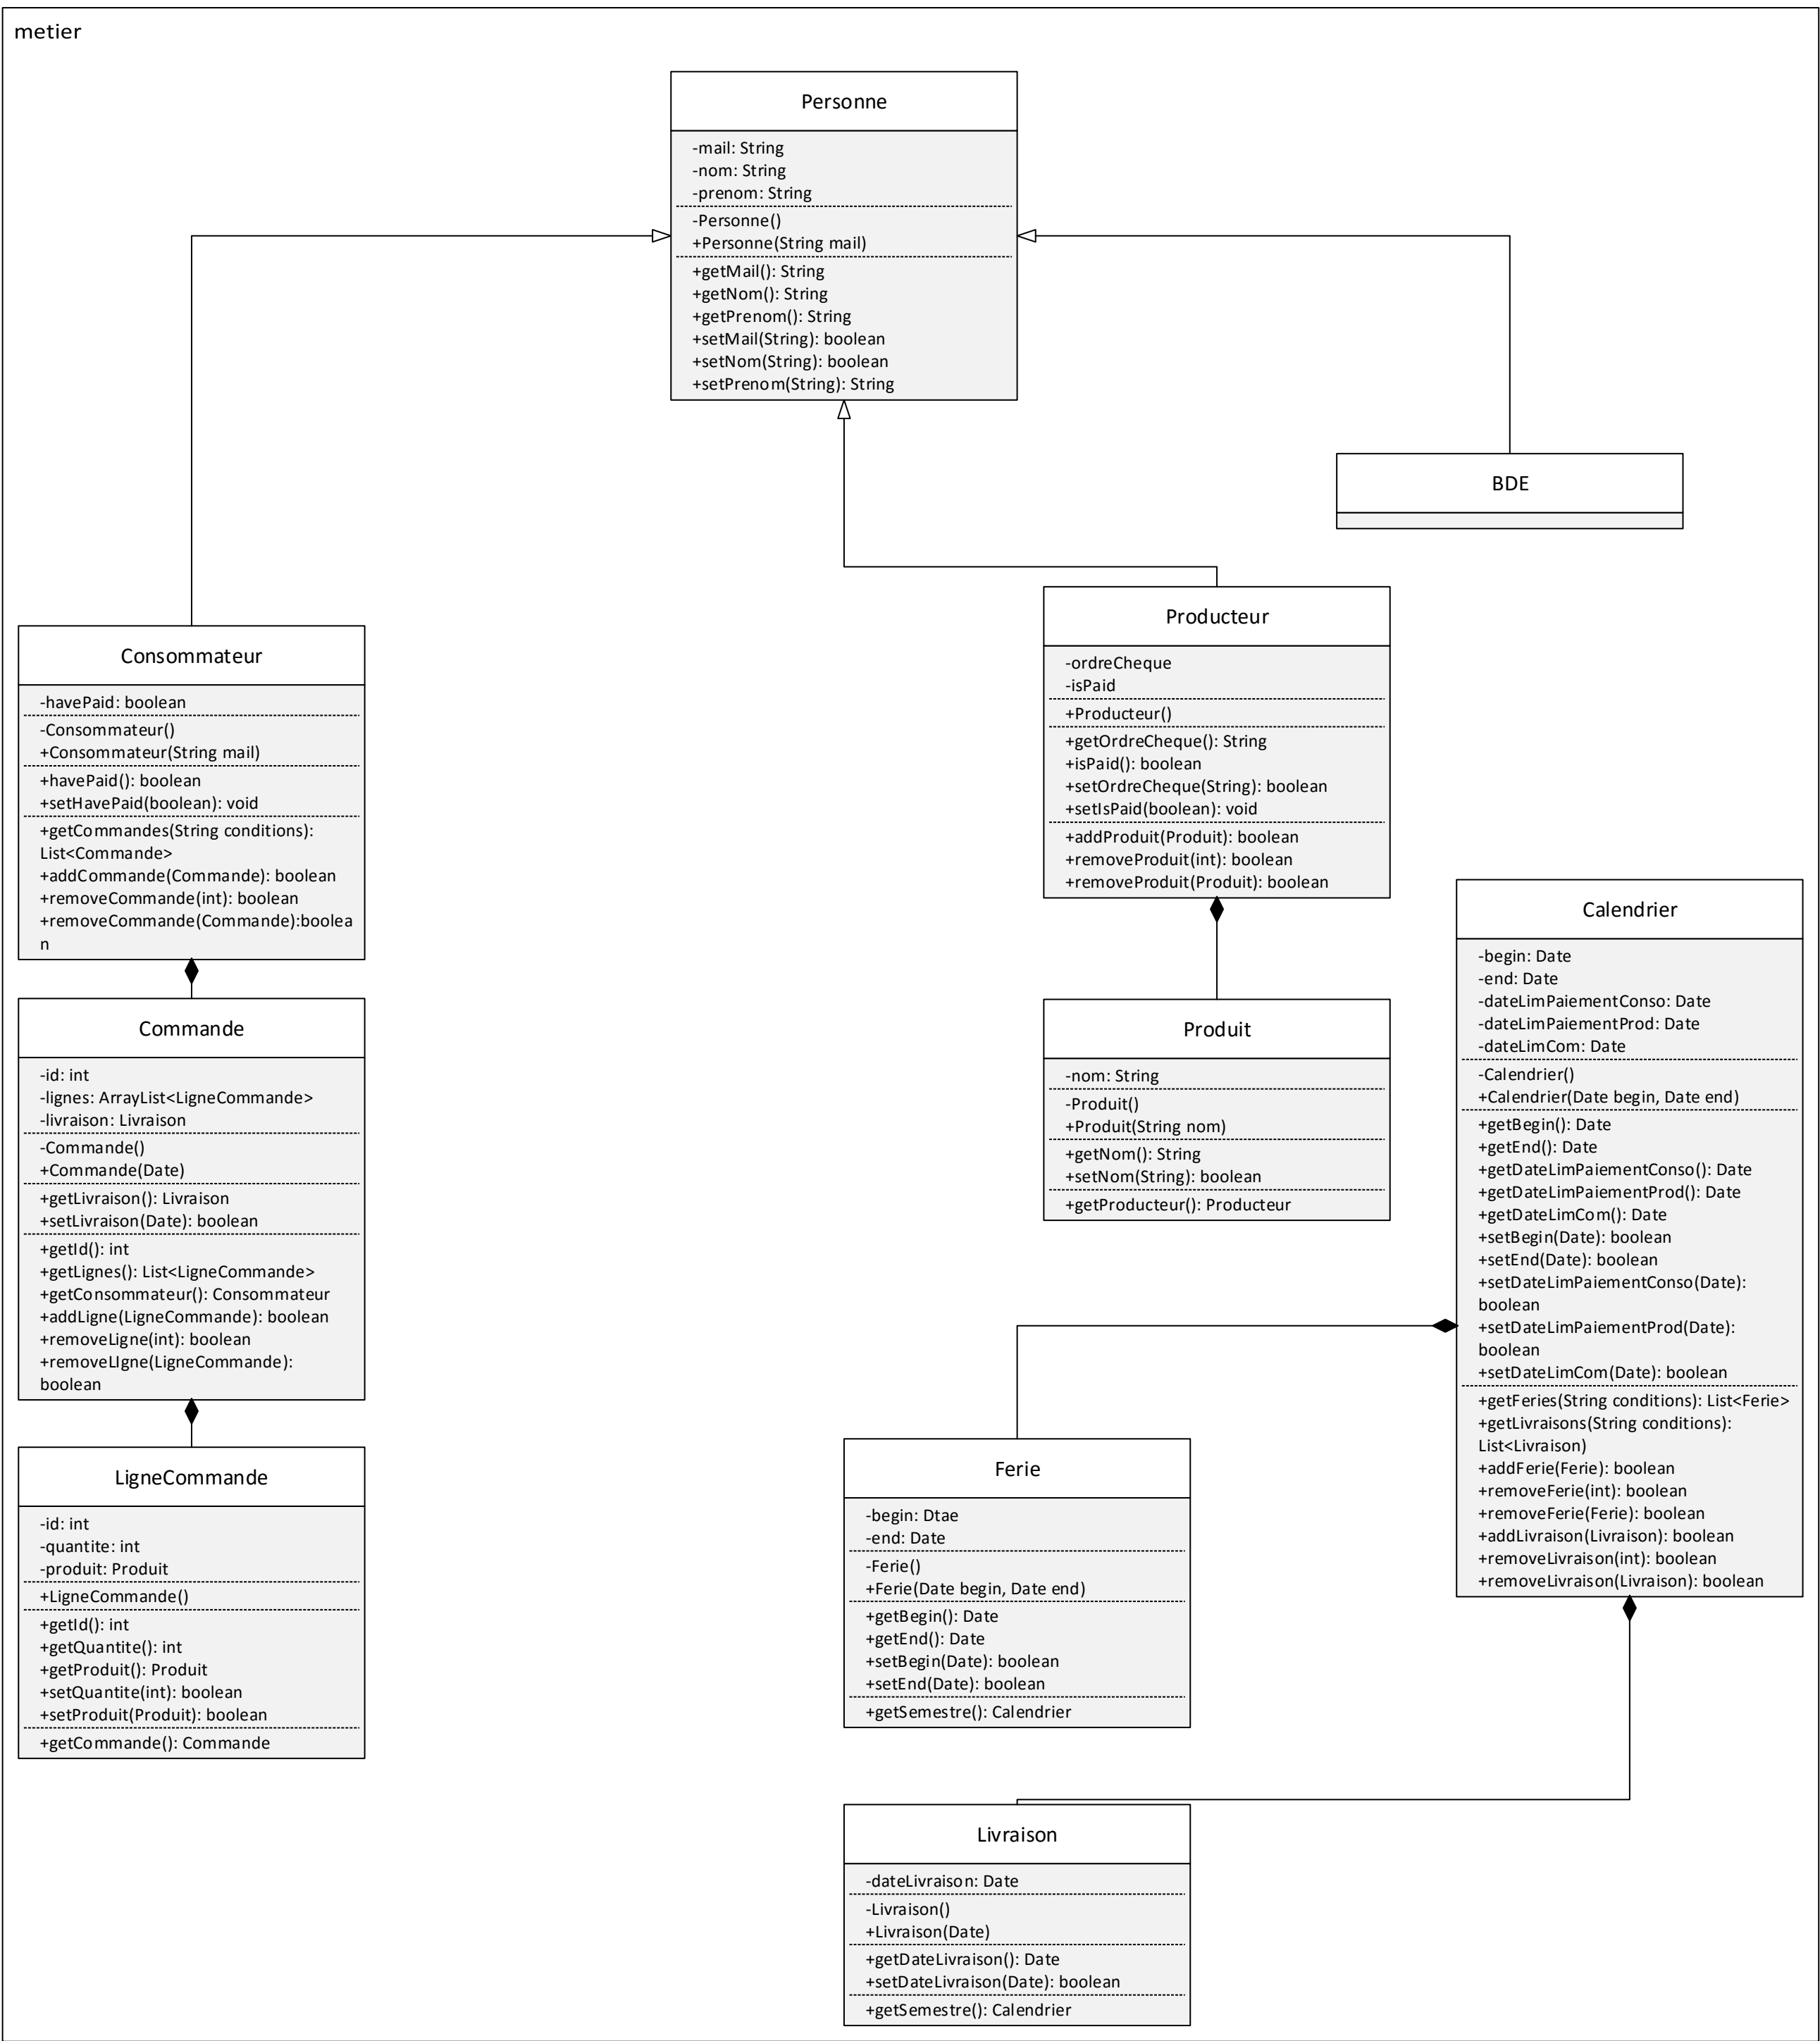 metier
Personne
-mail: String
-nom: String
-prenom: String
-Personne()
+Personne(String mail)
+getMail(): String
+getNom(): String
+getPrenom(): String
+setMail(String): boolean
+setNom(String): boolean
+setPrenom(String): String
BDE
Producteur
-ordreCheque
-isPaid
+Producteur()
+getOrdreCheque(): String
+isPaid(): boolean
+setOrdreCheque(String): boolean
+setIsPaid(boolean): void
+addProduit(Produit): boolean
+removeProduit(int): boolean
+removeProduit(Produit): boolean
Consommateur
-havePaid: boolean
-Consommateur()
+Consommateur(String mail)
+havePaid(): boolean
+setHavePaid(boolean): void
+getCommandes(String conditions):
List<Commande>
+addCommande(Commande): boolean
+removeCommande(int): boolean
+removeCommande(Commande):boolea
n
Calendrier
-begin: Date
-end: Date
-dateLimPaiementConso: Date
-dateLimPaiementProd: Date
-dateLimCom: Date
-Calendrier()
+Calendrier(Date begin, Date end)
+getBegin(): Date
+getEnd(): Date
+getDateLimPaiementConso(): Date
+getDateLimPaiementProd(): Date
+getDateLimCom(): Date
+setBegin(Date): boolean
+setEnd(Date): boolean
+setDateLimPaiementConso(Date):
boolean
+setDateLimPaiementProd(Date):
boolean
+setDateLimCom(Date): boolean
+getFeries(String conditions): List<Ferie>
+getLivraisons(String conditions):
List<Livraison)
+addFerie(Ferie): boolean
+removeFerie(int): boolean
+removeFerie(Ferie): boolean
+addLivraison(Livraison): boolean
+removeLivraison(int): boolean
+removeLivraison(Livraison): boolean
Commande
-id: int
-lignes: ArrayList<LigneCommande>
-livraison: Livraison
-Commande()
+Commande(Date)
+getLivraison(): Livraison
+setLivraison(Date): boolean
+getId(): int
+getLignes(): List<LigneCommande>
+getConsommateur(): Consommateur
+addLigne(LigneCommande): boolean
+removeLigne(int): boolean
+removeLIgne(LigneCommande):
boolean
Produit
-nom: String
-Produit()
+Produit(String nom)
+getNom(): String
+setNom(String): boolean
+getProducteur(): Producteur
LigneCommande
-id: int
-quantite: int
-produit: Produit
+LigneCommande()
+getId(): int
+getQuantite(): int
+getProduit(): Produit
+setQuantite(int): boolean
+setProduit(Produit): boolean
+getCommande(): Commande
Ferie
-begin: Dtae
-end: Date
-Ferie()
+Ferie(Date begin, Date end)
+getBegin(): Date
+getEnd(): Date
+setBegin(Date): boolean
+setEnd(Date): boolean
+getSemestre(): Calendrier
Livraison
-dateLivraison: Date
-Livraison()
+Livraison(Date)
+getDateLivraison(): Date
+setDateLivraison(Date): boolean
+getSemestre(): Calendrier